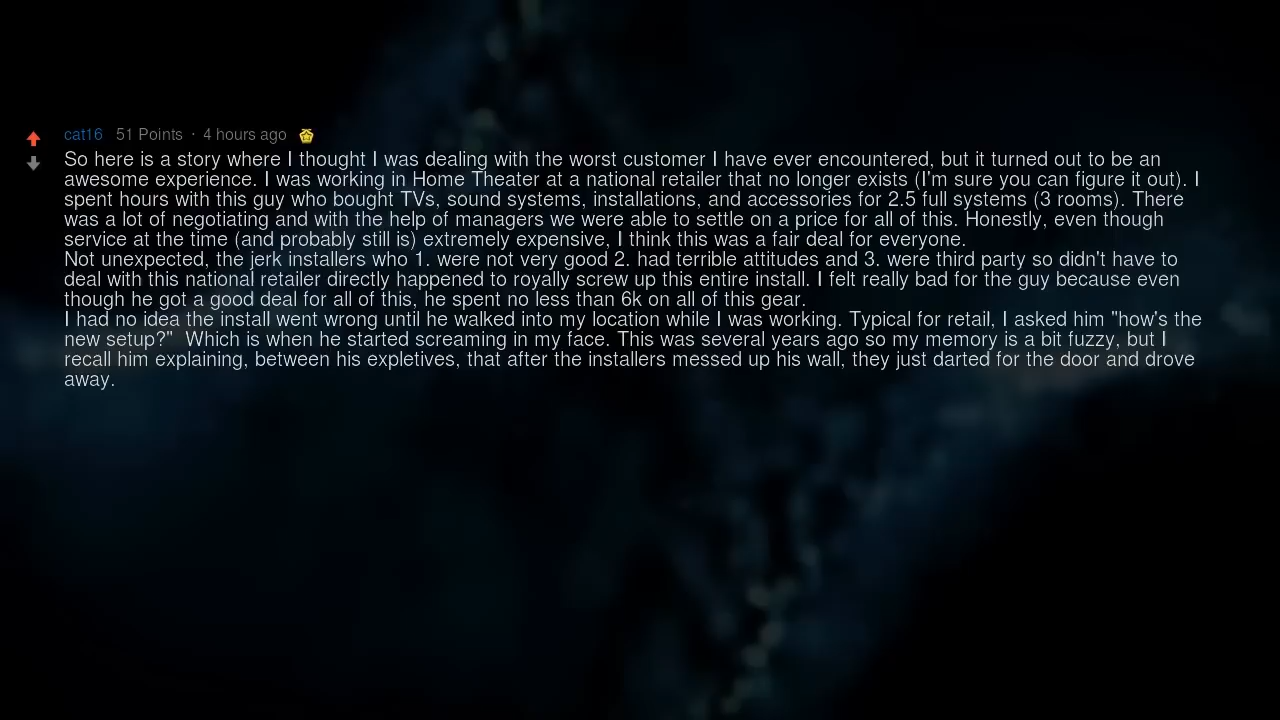 cat16 51 Points · 4 hours ago
So here is a story where I thought I was dealing with the worst customer I have ever encountered, but it turned out to be an
awesome experience. I was working in Home Theater at a national retailer that no longer exists (I'm sure you can figure it out). I
spent hours with this guy who bought TVs, sound systems, installations, and accessories for 2.5 full systems (3 rooms). There
was a lot of negotiating and with the help of managers we were able to settle on a price for all of this. Honestly, even though
service at the time (and probably still is) extremely expensive, I think this was a fair deal for everyone.
Not unexpected, the jerk installers who 1. were not very good 2. had terrible attitudes and 3. were third party so didn't have to
deal with this national retailer directly happened to royally screw up this entire install. I felt really bad for the guy because even
though he got a good deal for all of this, he spent no less than 6k on all of this gear.
I had no idea the install went wrong until he walked into my location while I was working. Typical for retail, I asked him "how's the
new setup?"  Which is when he started screaming in my face. This was several years ago so my memory is a bit fuzzy, but I
recall him explaining, between his expletives, that after the installers messed up his wall, they just darted for the door and drove
away.